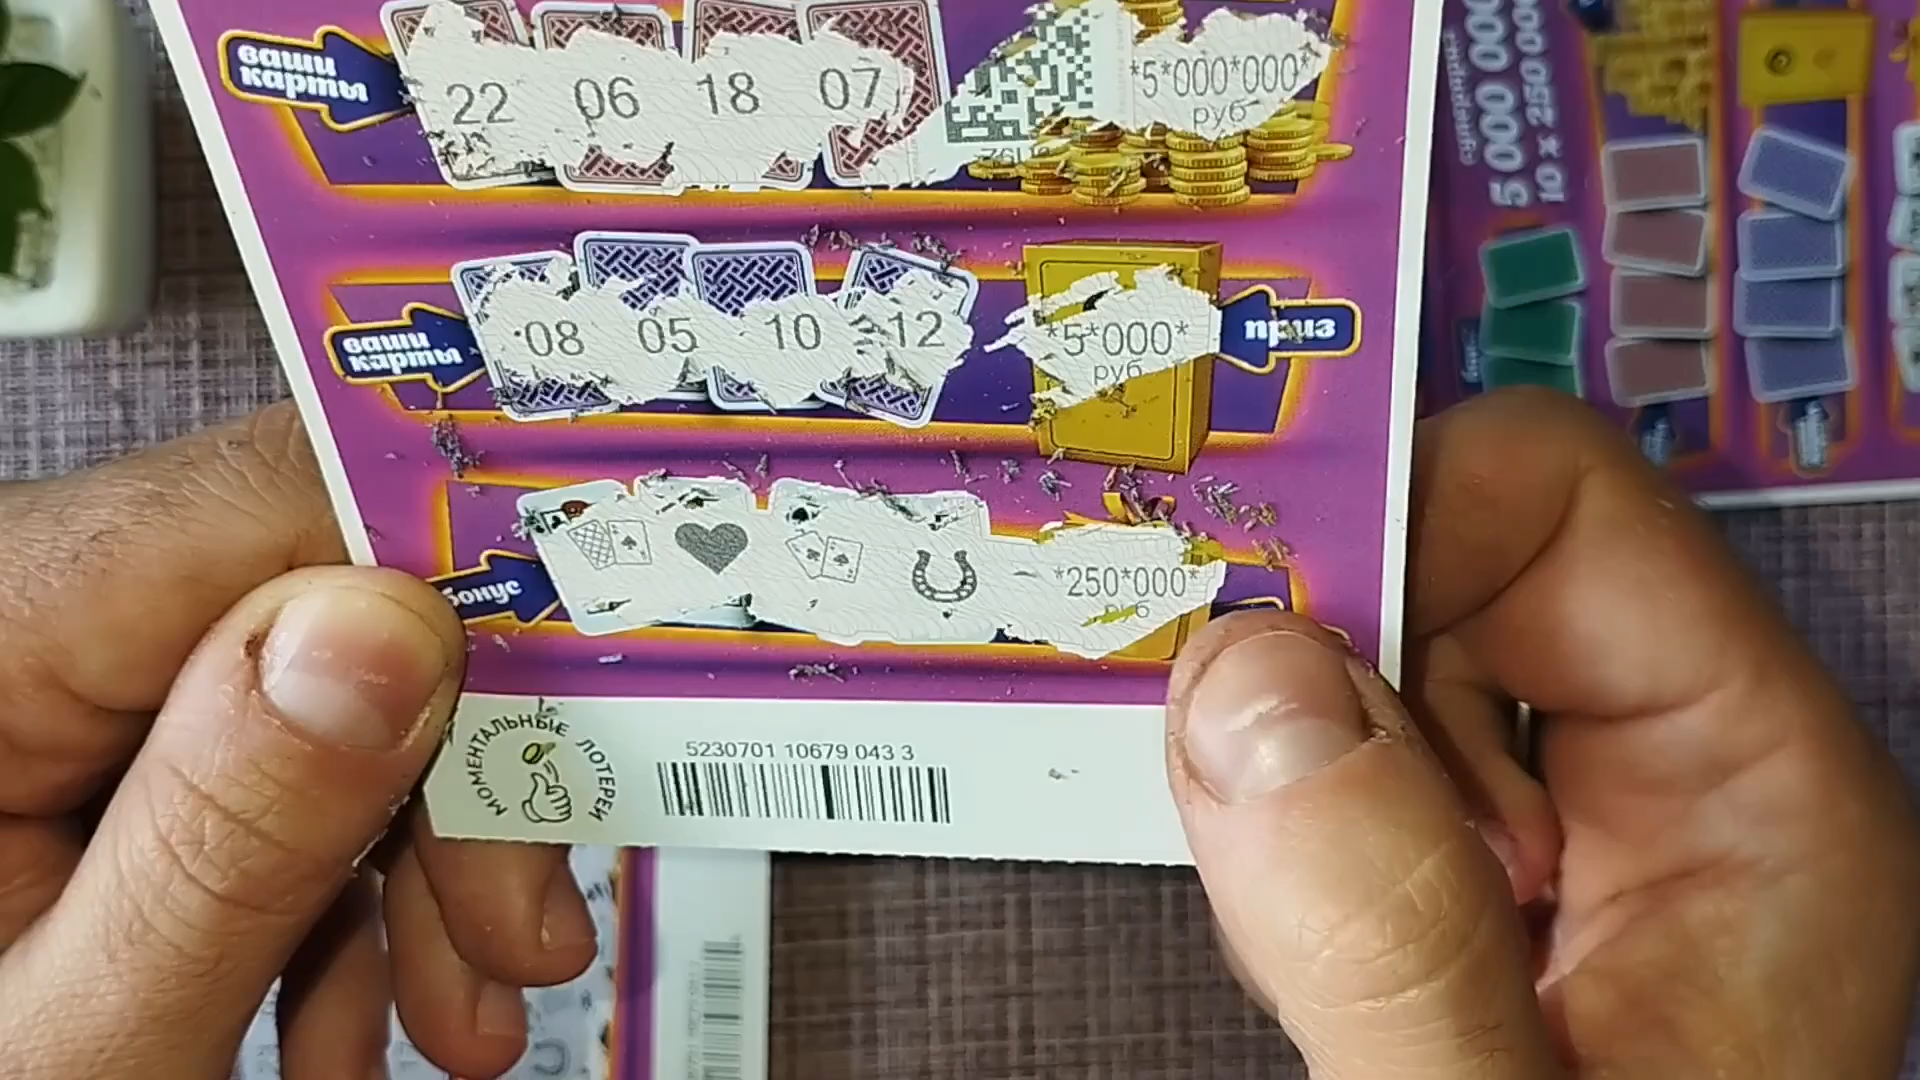 ваши
карты
22 06 18 07
*5*000*000*
руб
ваши
карты
08 05 10 12
*5*000*
руб
приз
бонус
*250*000*
руб
МОМЕНТАЛЬНЫЕ ЛОТЕРЕИ
5230701 10679 043 3
5 000 000
10 x 250 000